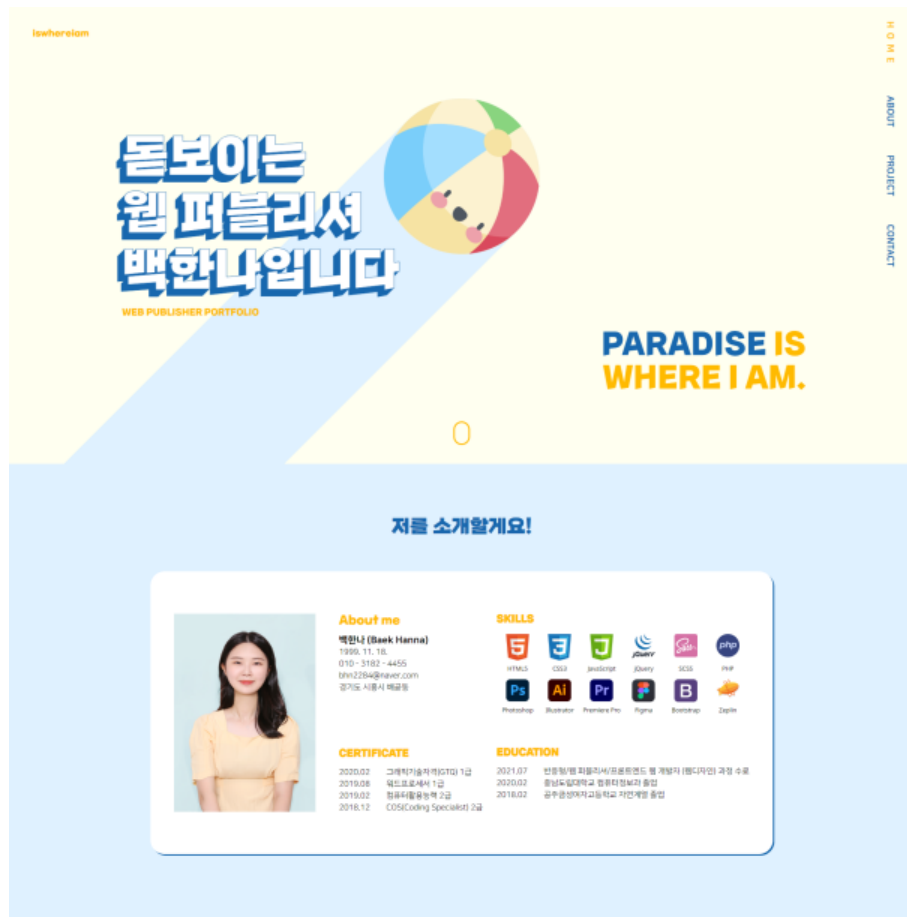 iswhereiam
HOME
ABOUT
PROJECT
CONTACT
돋보이는
웹 퍼블리셔
백한나입니다
WEB PUBLISHER PORTFOLIO
PARADISE IS
WHERE I AM.
저를 소개할게요!
About me
백한나 (Baek Hanna)
1999. 11. 18.
010 - 3182 - 4455
bhn2284@naver.com
경기도 시흥시 배곧동
SKILLS
HTML5
CSS3
JavaScript
jQuery
jQuery
Sass
SCSS
php
PHP
Ps
Photoshop
Ai
Illustrator
Pr
Premiere Pro
Figma
B
Bootstrap
Zeplin
CERTIFICATE
2020.02 그래픽기술자격(GTQ) 1급
2019.08 워드프로세서 1급
2019.02 컴퓨터활용능력 2급
2018.12 COS(Coding Specialist) 2급
EDUCATION
2021.07 반응형/웹 퍼블리셔/프론트엔드 웹 개발자 (웹디자인) 과정 수료
2020.02 충남도립대학교 컴퓨터정보과 졸업
2018.02 공주금성여자고등학교 자연계열 졸업